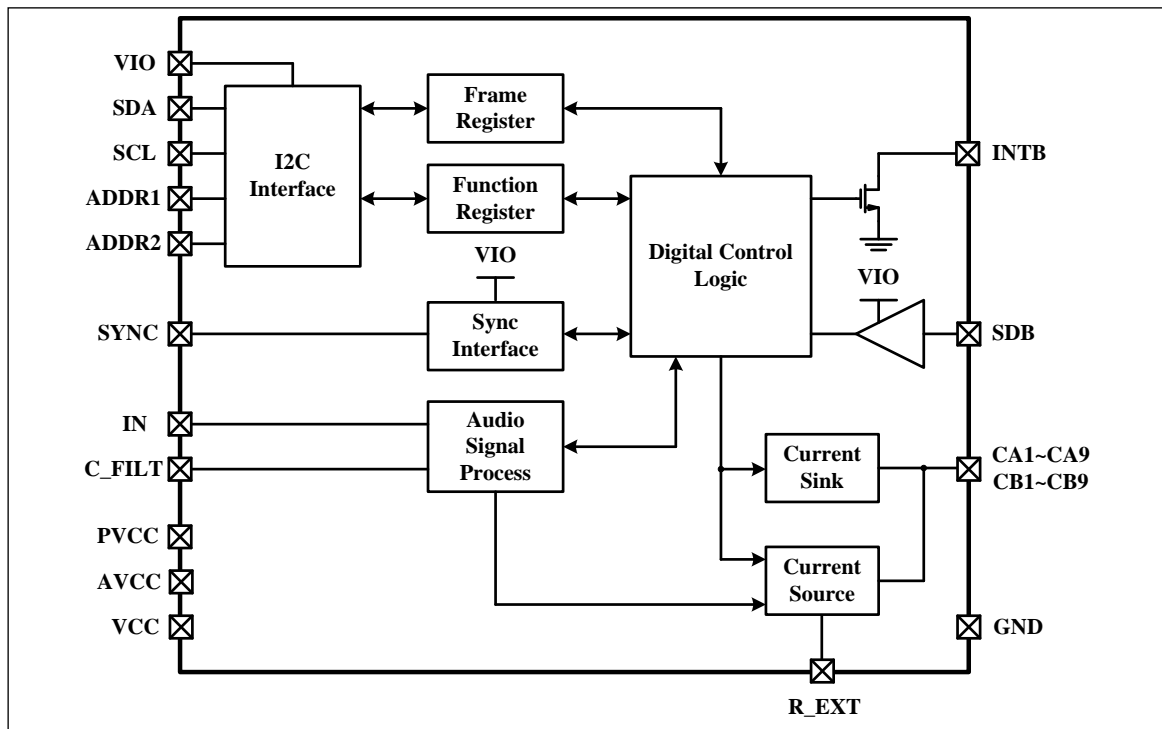 VIO
SDA
SCL
ADDR1
ADDR2
SYNC
IN
C_FILT
PVCC
AVCC
VCC
I2C
Interface
Frame
Register
Function
Register
VIO
Sync
Interface
Audio
Signal
Process
Digital Control
Logic
VIO
Current
Sink
Current
Source
INTB
SDB
CA1~CA9
CB1~CB9
GND
R_EXT